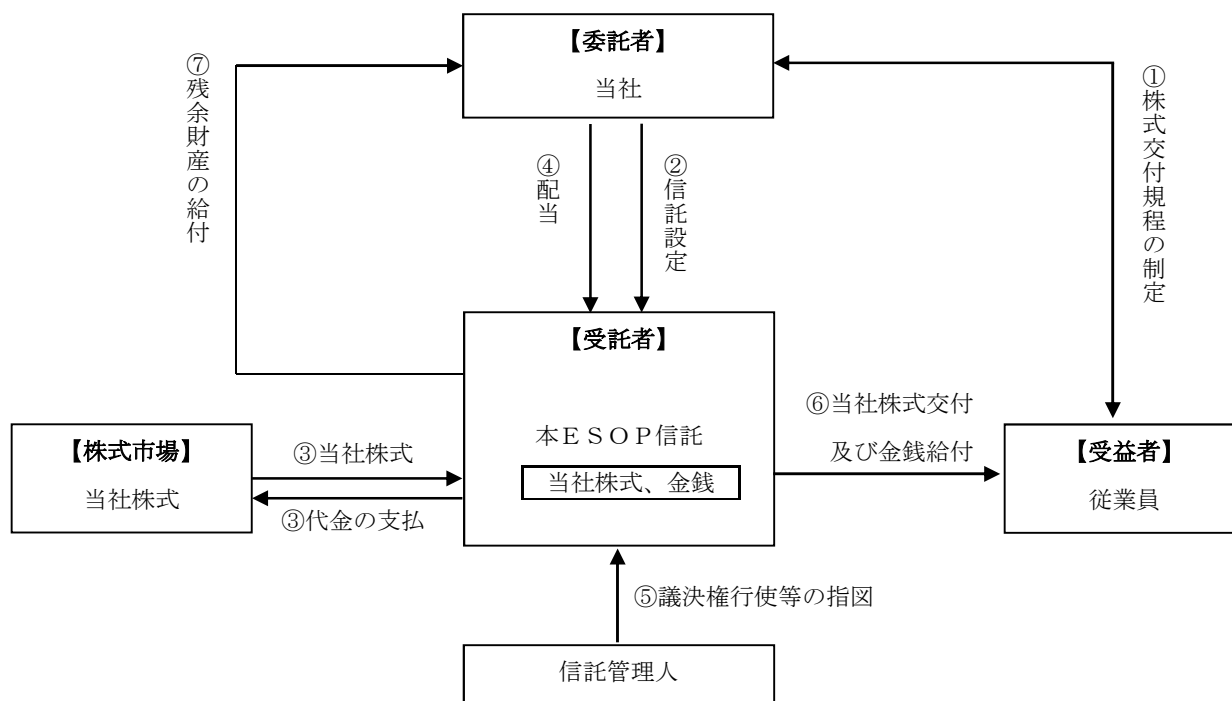 【委託者】
当社
⑦残余財産の給付
①株式交付規程の制定
④配当
②信託設定
【受託者】
本ＥＳＯＰ信託
当社株式、金銭
【株式市場】
当社株式
③当社株式
③代金の支払
⑥当社株式交付
及び金銭給付
【受益者】
従業員
⑤議決権行使等の指図
信託管理人